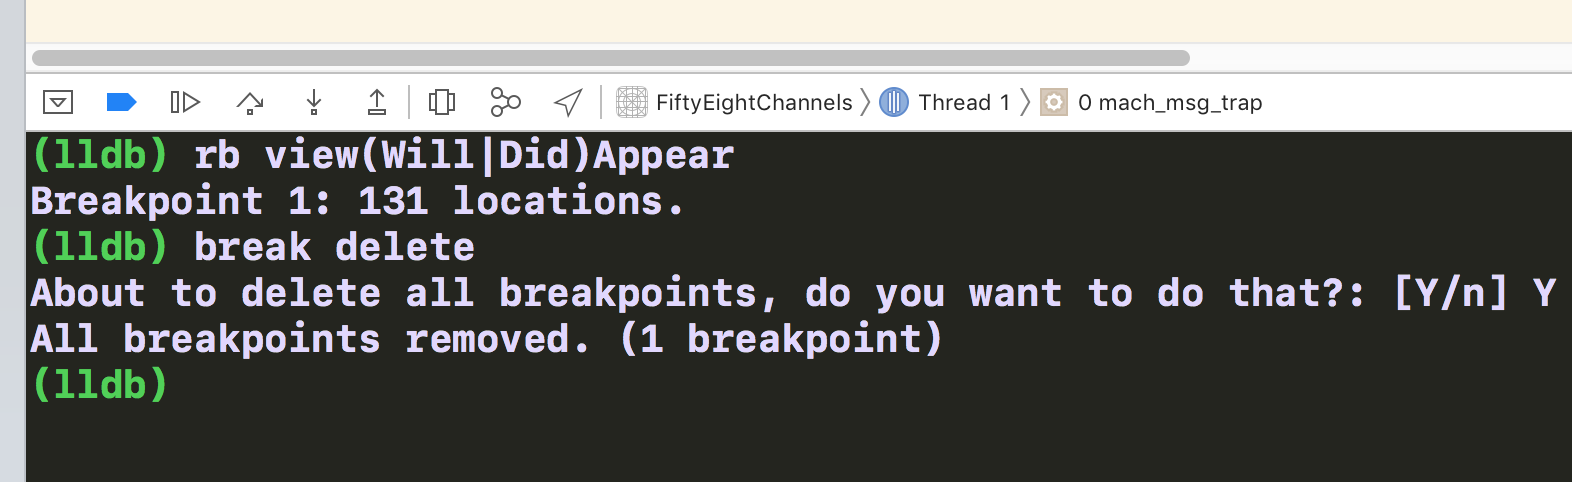 FiftyEightChannels Thread 1 0 mach_msg_trap
(lldb) rb view(Will|Did)Appear
Breakpoint 1: 131 locations.
(lldb) break delete
About to delete all breakpoints, do you want to do that?: [Y/n] Y
All breakpoints removed. (1 breakpoint)
(lldb)